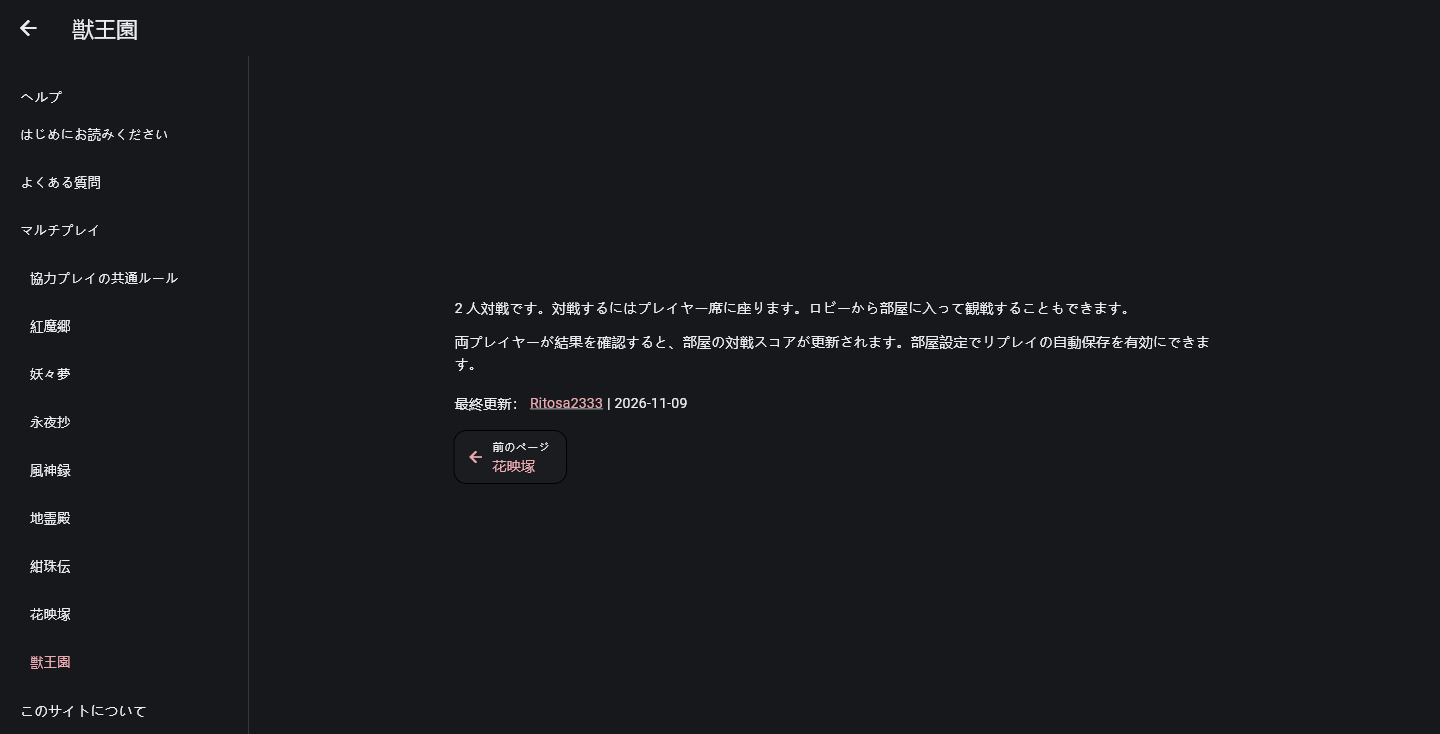 獣王園
ヘルプ
はじめにお読みください
よくある質問
マルチプレイ
協力プレイの共通ルール
紅魔郷
妖々夢
永夜抄
風神録
地霊殿
紺珠伝
花映塚
獣王園
このサイトについて
2 人対戦です。対戦するにはプレイヤー席に座ります。ロビーから部屋に入って観戦することもできます。
両プレイヤーが結果を確認すると、部屋の対戦スコアが更新されます。部屋設定でリプレイの自動保存を有効にできま
す。
最終更新： Ritosa2333 | 2026-11-09
前のページ
花映塚